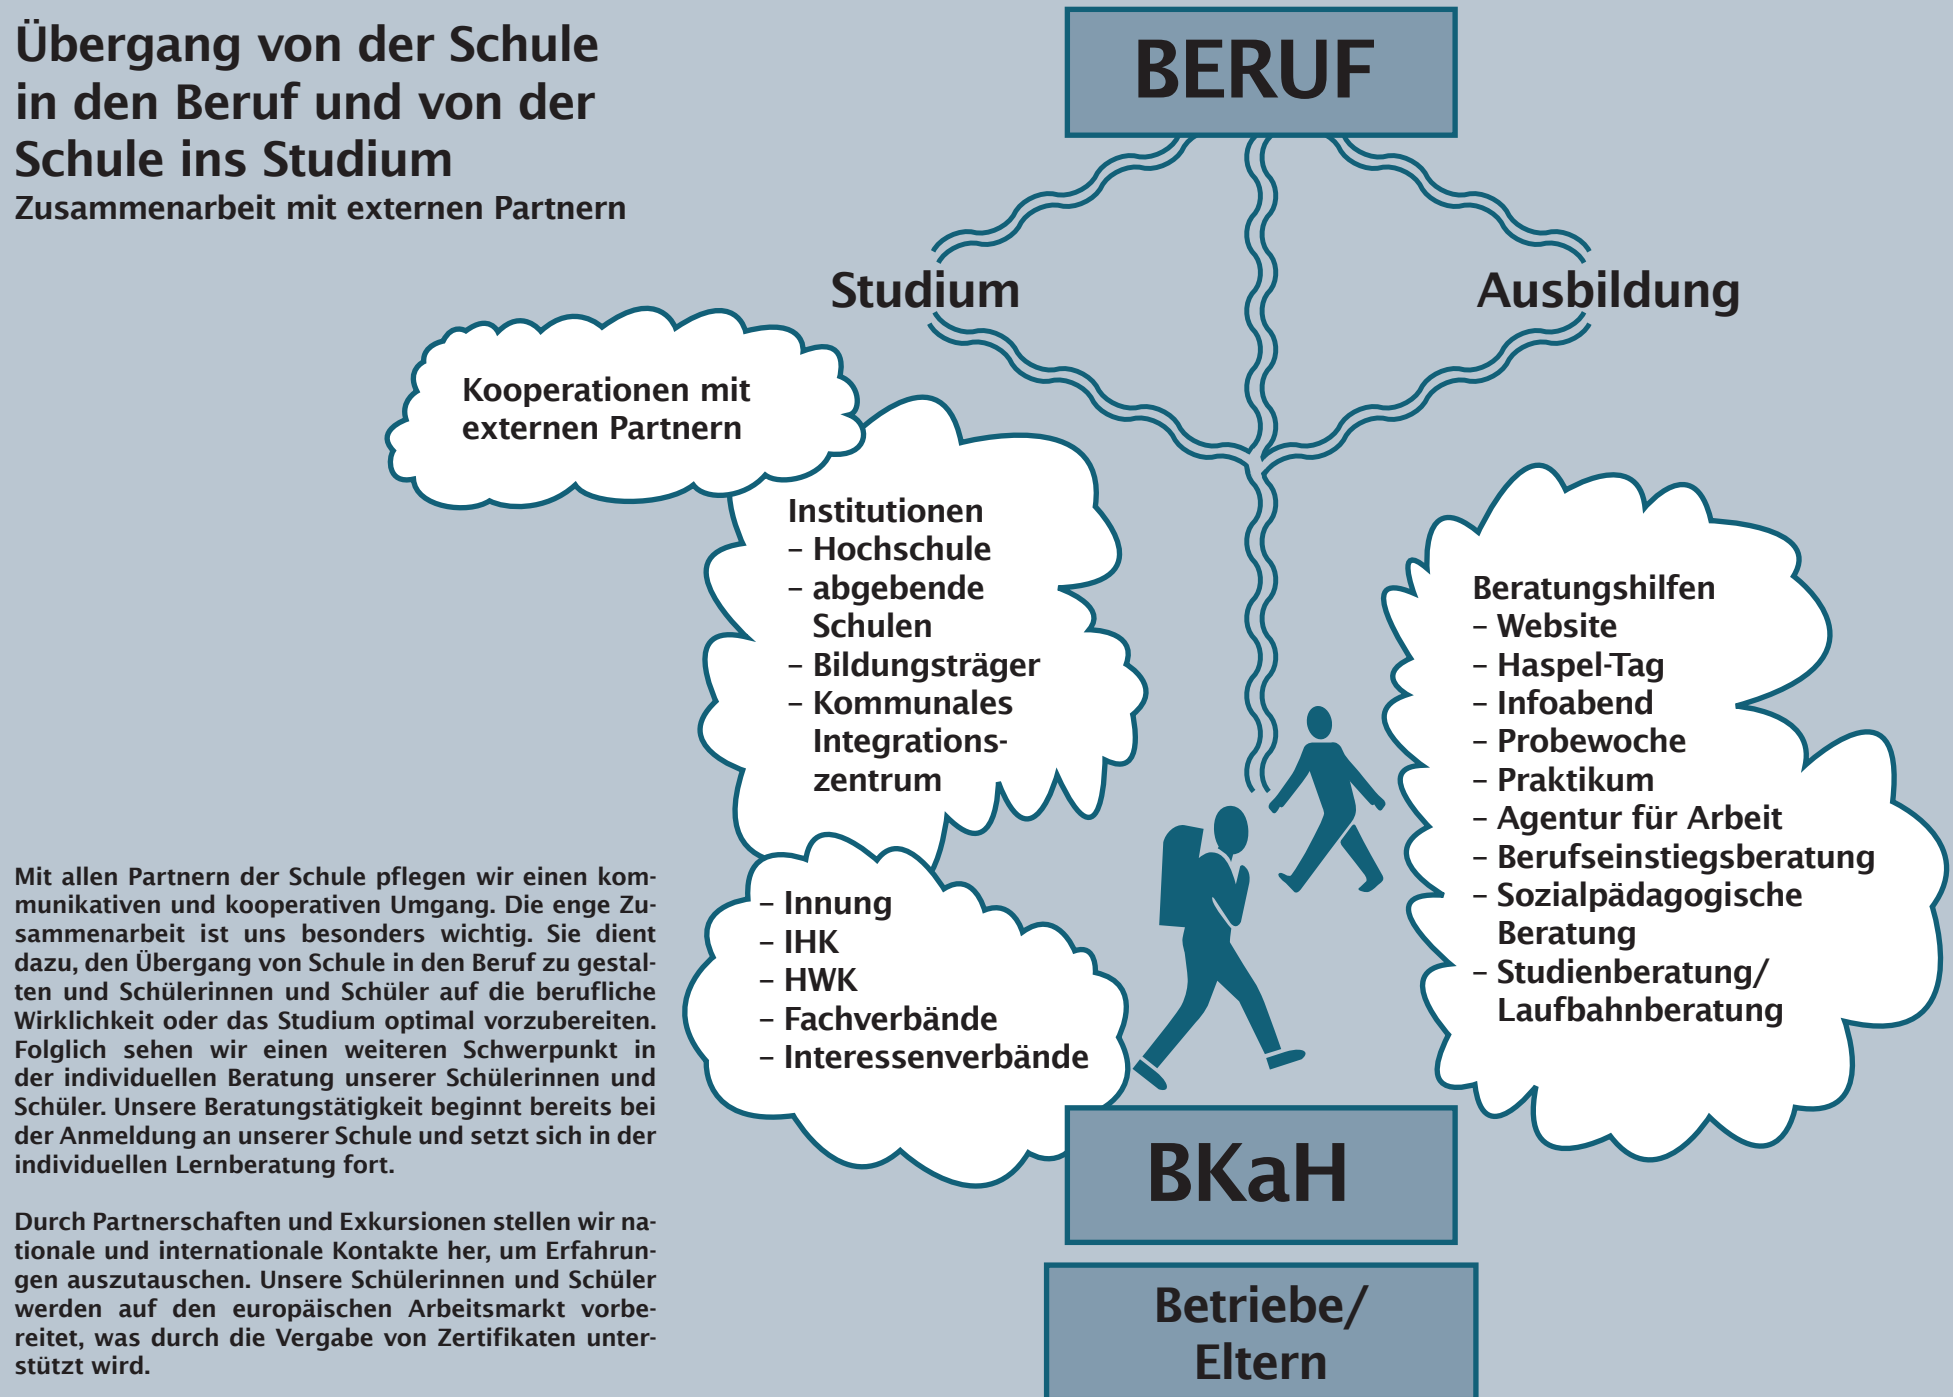 Übergang von der Schule
in den Beruf und von der
Schule ins Studium
Zusammenarbeit mit externen Partnern
BERUF
Studium
Ausbildung
Kooperationen mit
externen Partnern
Institutionen
– Hochschule
– abgebende
Schulen
– Bildungsträger
– Kommunales
Integrations-
zentrum
– Innung
– IHK
– HWK
– Fachverbände
– Interessenverbände
Beratungshilfen
– Website
– Haspel-Tag
– Infoabend
– Probewoche
– Praktikum
– Agentur für Arbeit
– Berufseinstiegsberatung
– Sozialpädagogische
Beratung
– Studienberatung/
Laufbahnberatung
Mit allen Partnern der Schule pflegen wir einen kom-
munikativen und kooperativen Umgang. Die enge Zu-
sammenarbeit ist uns besonders wichtig. Sie dient
dazu, den Übergang von Schule in den Beruf zu gestal-
ten und Schülerinnen und Schüler auf die berufliche
Wirklichkeit oder das Studium optimal vorzubereiten.
Folglich sehen wir einen weiteren Schwerpunkt in
der individuellen Beratung unserer Schülerinnen und
Schüler. Unsere Beratungstätigkeit beginnt bereits bei
der Anmeldung an unserer Schule und setzt sich in der
individuellen Lernberatung fort.
Durch Partnerschaften und Exkursionen stellen wir na-
tionale und internationale Kontakte her, um Erfahrun-
gen auszutauschen. Unsere Schülerinnen und Schüler
werden auf den europäischen Arbeitsmarkt vorbe-
reitet, was durch die Vergabe von Zertifikaten unter-
stützt wird.
BKaH
Betriebe/
Eltern